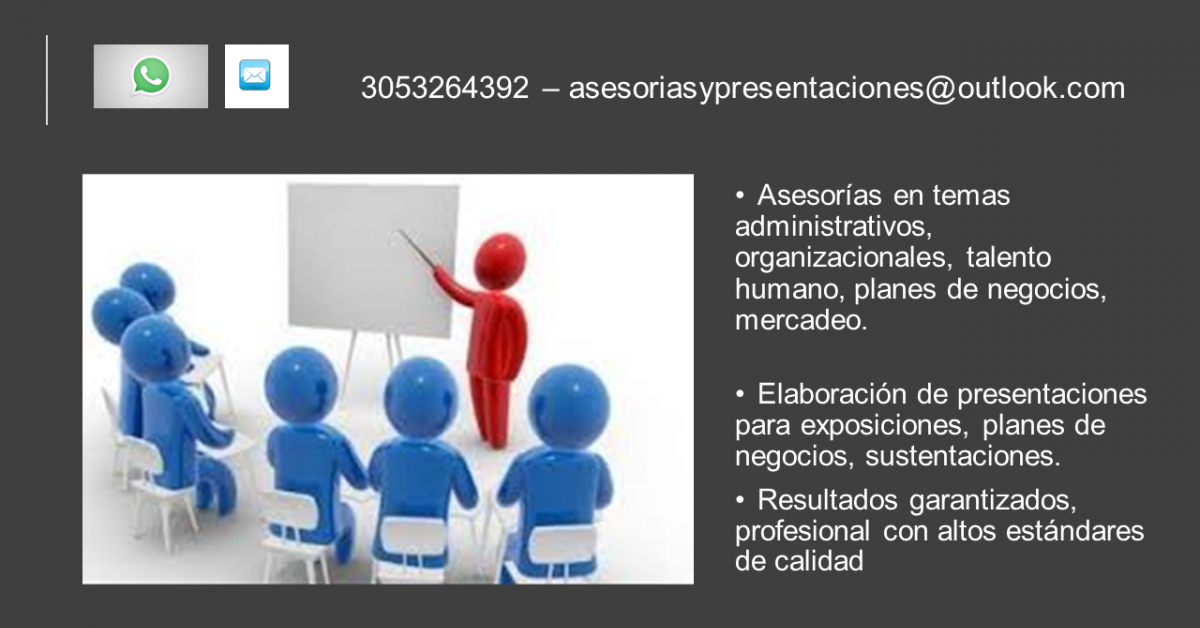 3053264392 – asesoriasypresentaciones@outlook.com
• Asesorías en temas
administrativos,
organizacionales, talento
humano, planes de negocios,
mercadeo.
• Elaboración de presentaciones
para exposiciones, planes de
negocios, sustentaciones.
• Resultados garantizados,
profesional con altos estándares
de calidad